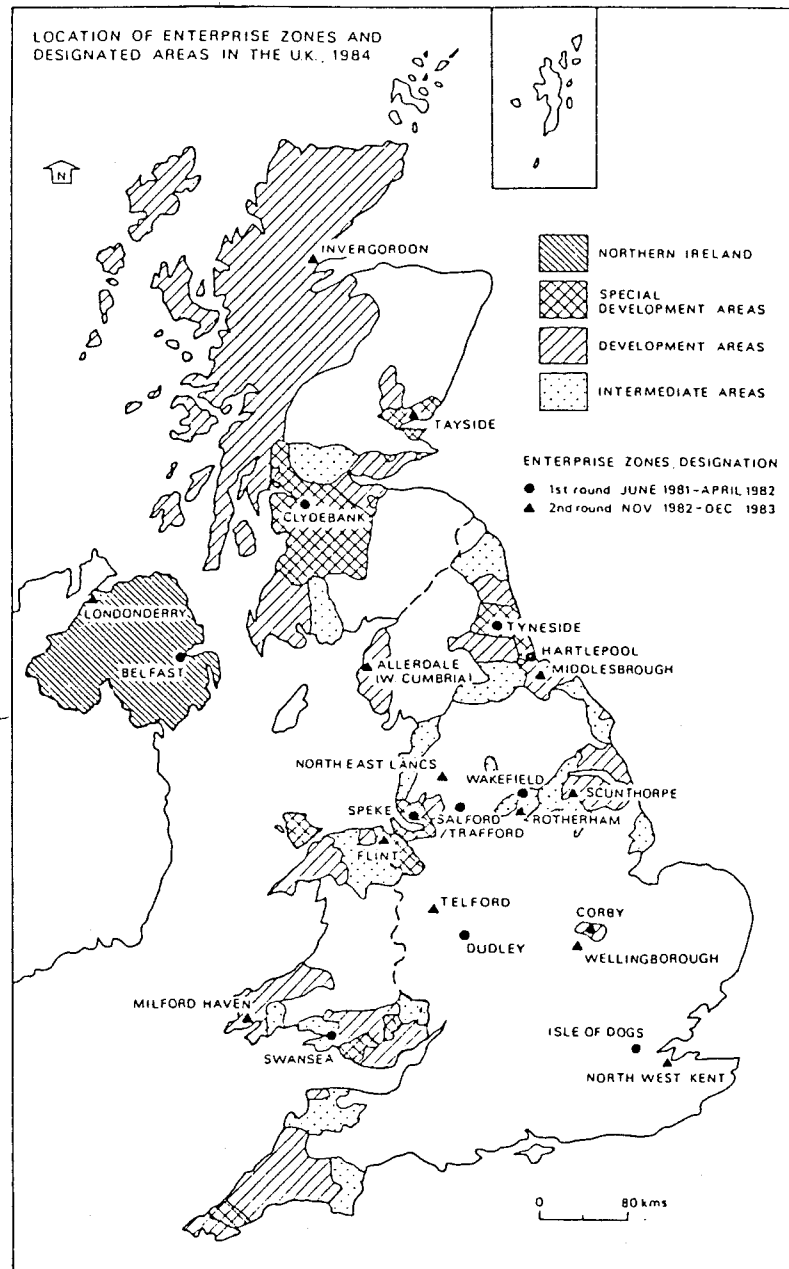 LOCATION OF ENTERPRISE ZONES AND
DESIGNATED AREAS IN THE U.K., 1984
N
INVERGORDON
NORTHERN IRELAND
SPECIAL
DEVELOPMENT AREAS
DEVELOPMENT AREAS
INTERMEDIATE AREAS
TAYSIDE
ENTERPRISE ZONES, DESIGNATION
1st round JUNE 1981-APRIL 1982
2nd round NOV 1982-DEC 1983
CLYDEBANK
LONDONDERRY
BELFAST
TYNESIDE
HARTLEPOOL
MIDDLESBROUGH
ALLERDALE
(W. CUMBRIA)
NORTH EAST LANCS
WAKEFIELD
SCUNTHORPE
SPEKE
SALFORD
/TRAFFORD
ROTHERHAM
FLINT
TELFORD
CORBY
DUDLEY
WELLINGBOROUGH
MILFORD HAVEN
SWANSEA
ISLE OF DOGS
NORTH WEST KENT
0 80 kms